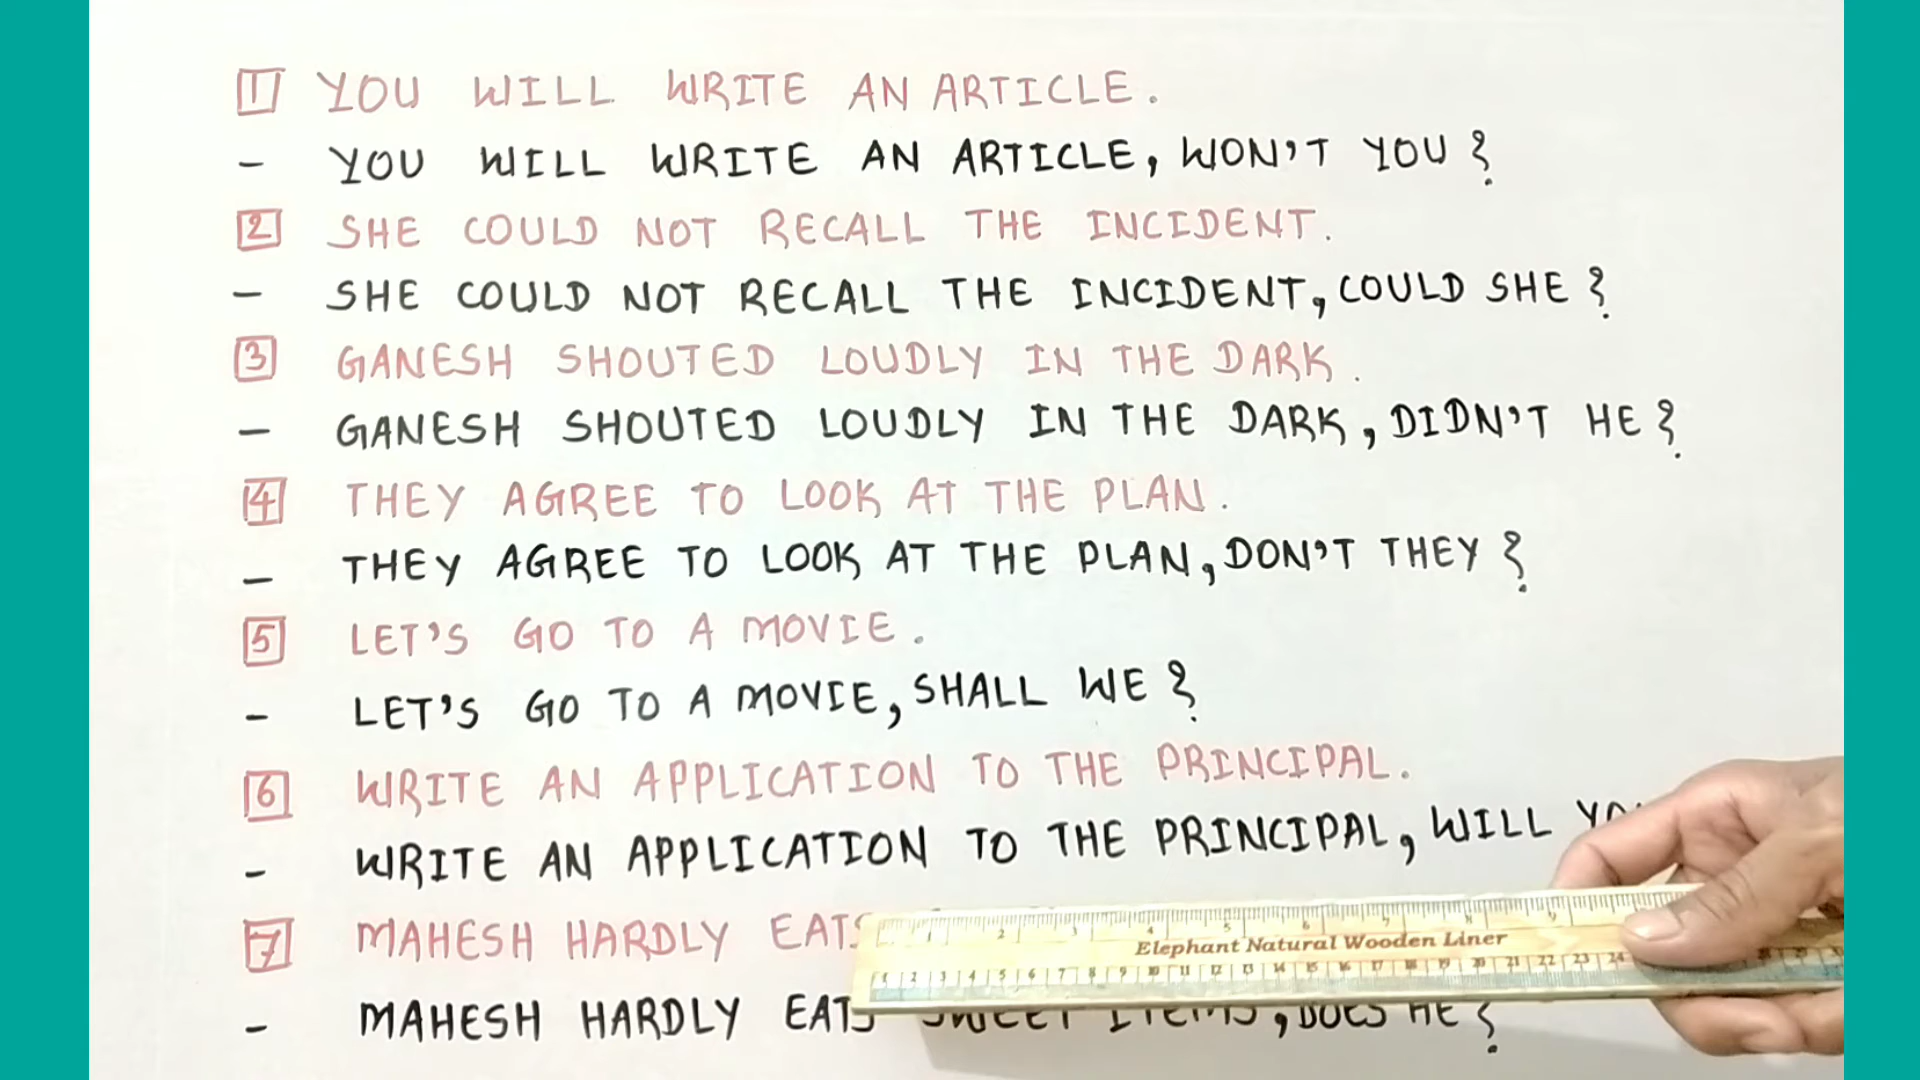 1 YOU WILL WRITE AN ARTICLE.
- YOU WILL WRITE AN ARTICLE, WON'T YOU?
2 SHE COULD NOT RECALL THE INCIDENT.
- SHE COULD NOT RECALL THE INCIDENT, COULD SHE?
3 GANESH SHOUTED LOUDLY IN THE DARK.
- GANESH SHOUTED LOUDLY IN THE DARK, DIDN'T HE?
4 THEY AGREE TO LOOK AT THE PLAN.
- THEY AGREE TO LOOK AT THE PLAN, DON'T THEY?
5 LET'S GO TO A MOVIE.
- LET'S GO TO A MOVIE, SHALL WE?
6 WRITE AN APPLICATION TO THE PRINCIPAL.
- WRITE AN APPLICATION TO THE PRINCIPAL, WILL
7 MAHESH HARDLY EATS
Elephant Natural Wooden Liner
- MAHESH HARDLY EATS SWEET ITEMS, DOES HE?